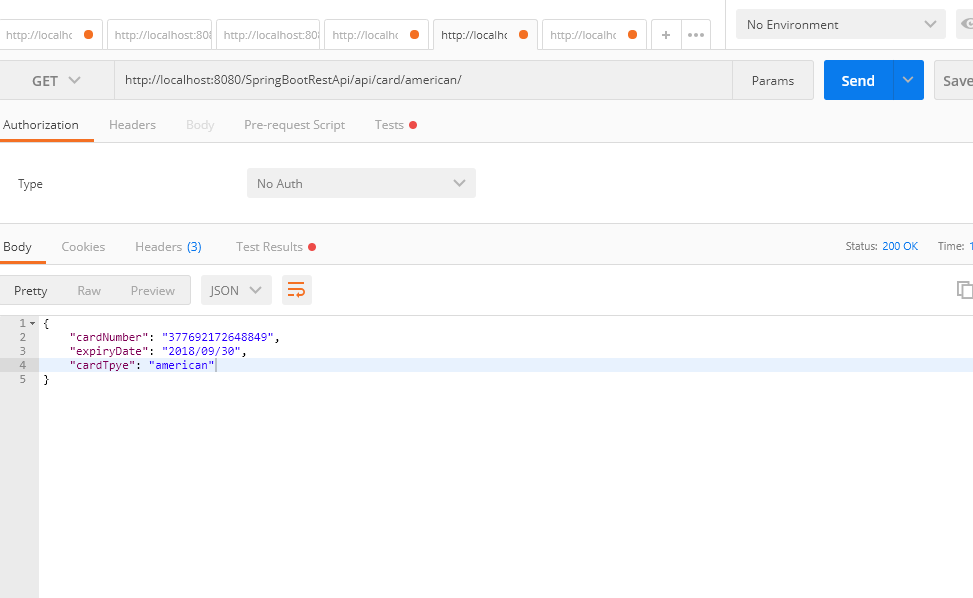 http://localhc http://localhost:808 http://localhost:808 http://localhc http://localhc http://localhc + ••• No Environment
GET http://localhost:8080/SpringBootRestApi/api/card/american/ Params Send Save
Authorization Headers Body Pre-request Script Tests
Type No Auth
Body Cookies Headers (3) Test Results Status: 200 OK Time: 1
Pretty Raw Preview JSON
1 {
2 "cardNumber": "377692172648849",
3 "expiryDate": "2018/09/30",
4 "cardTpye": "american"
5 }